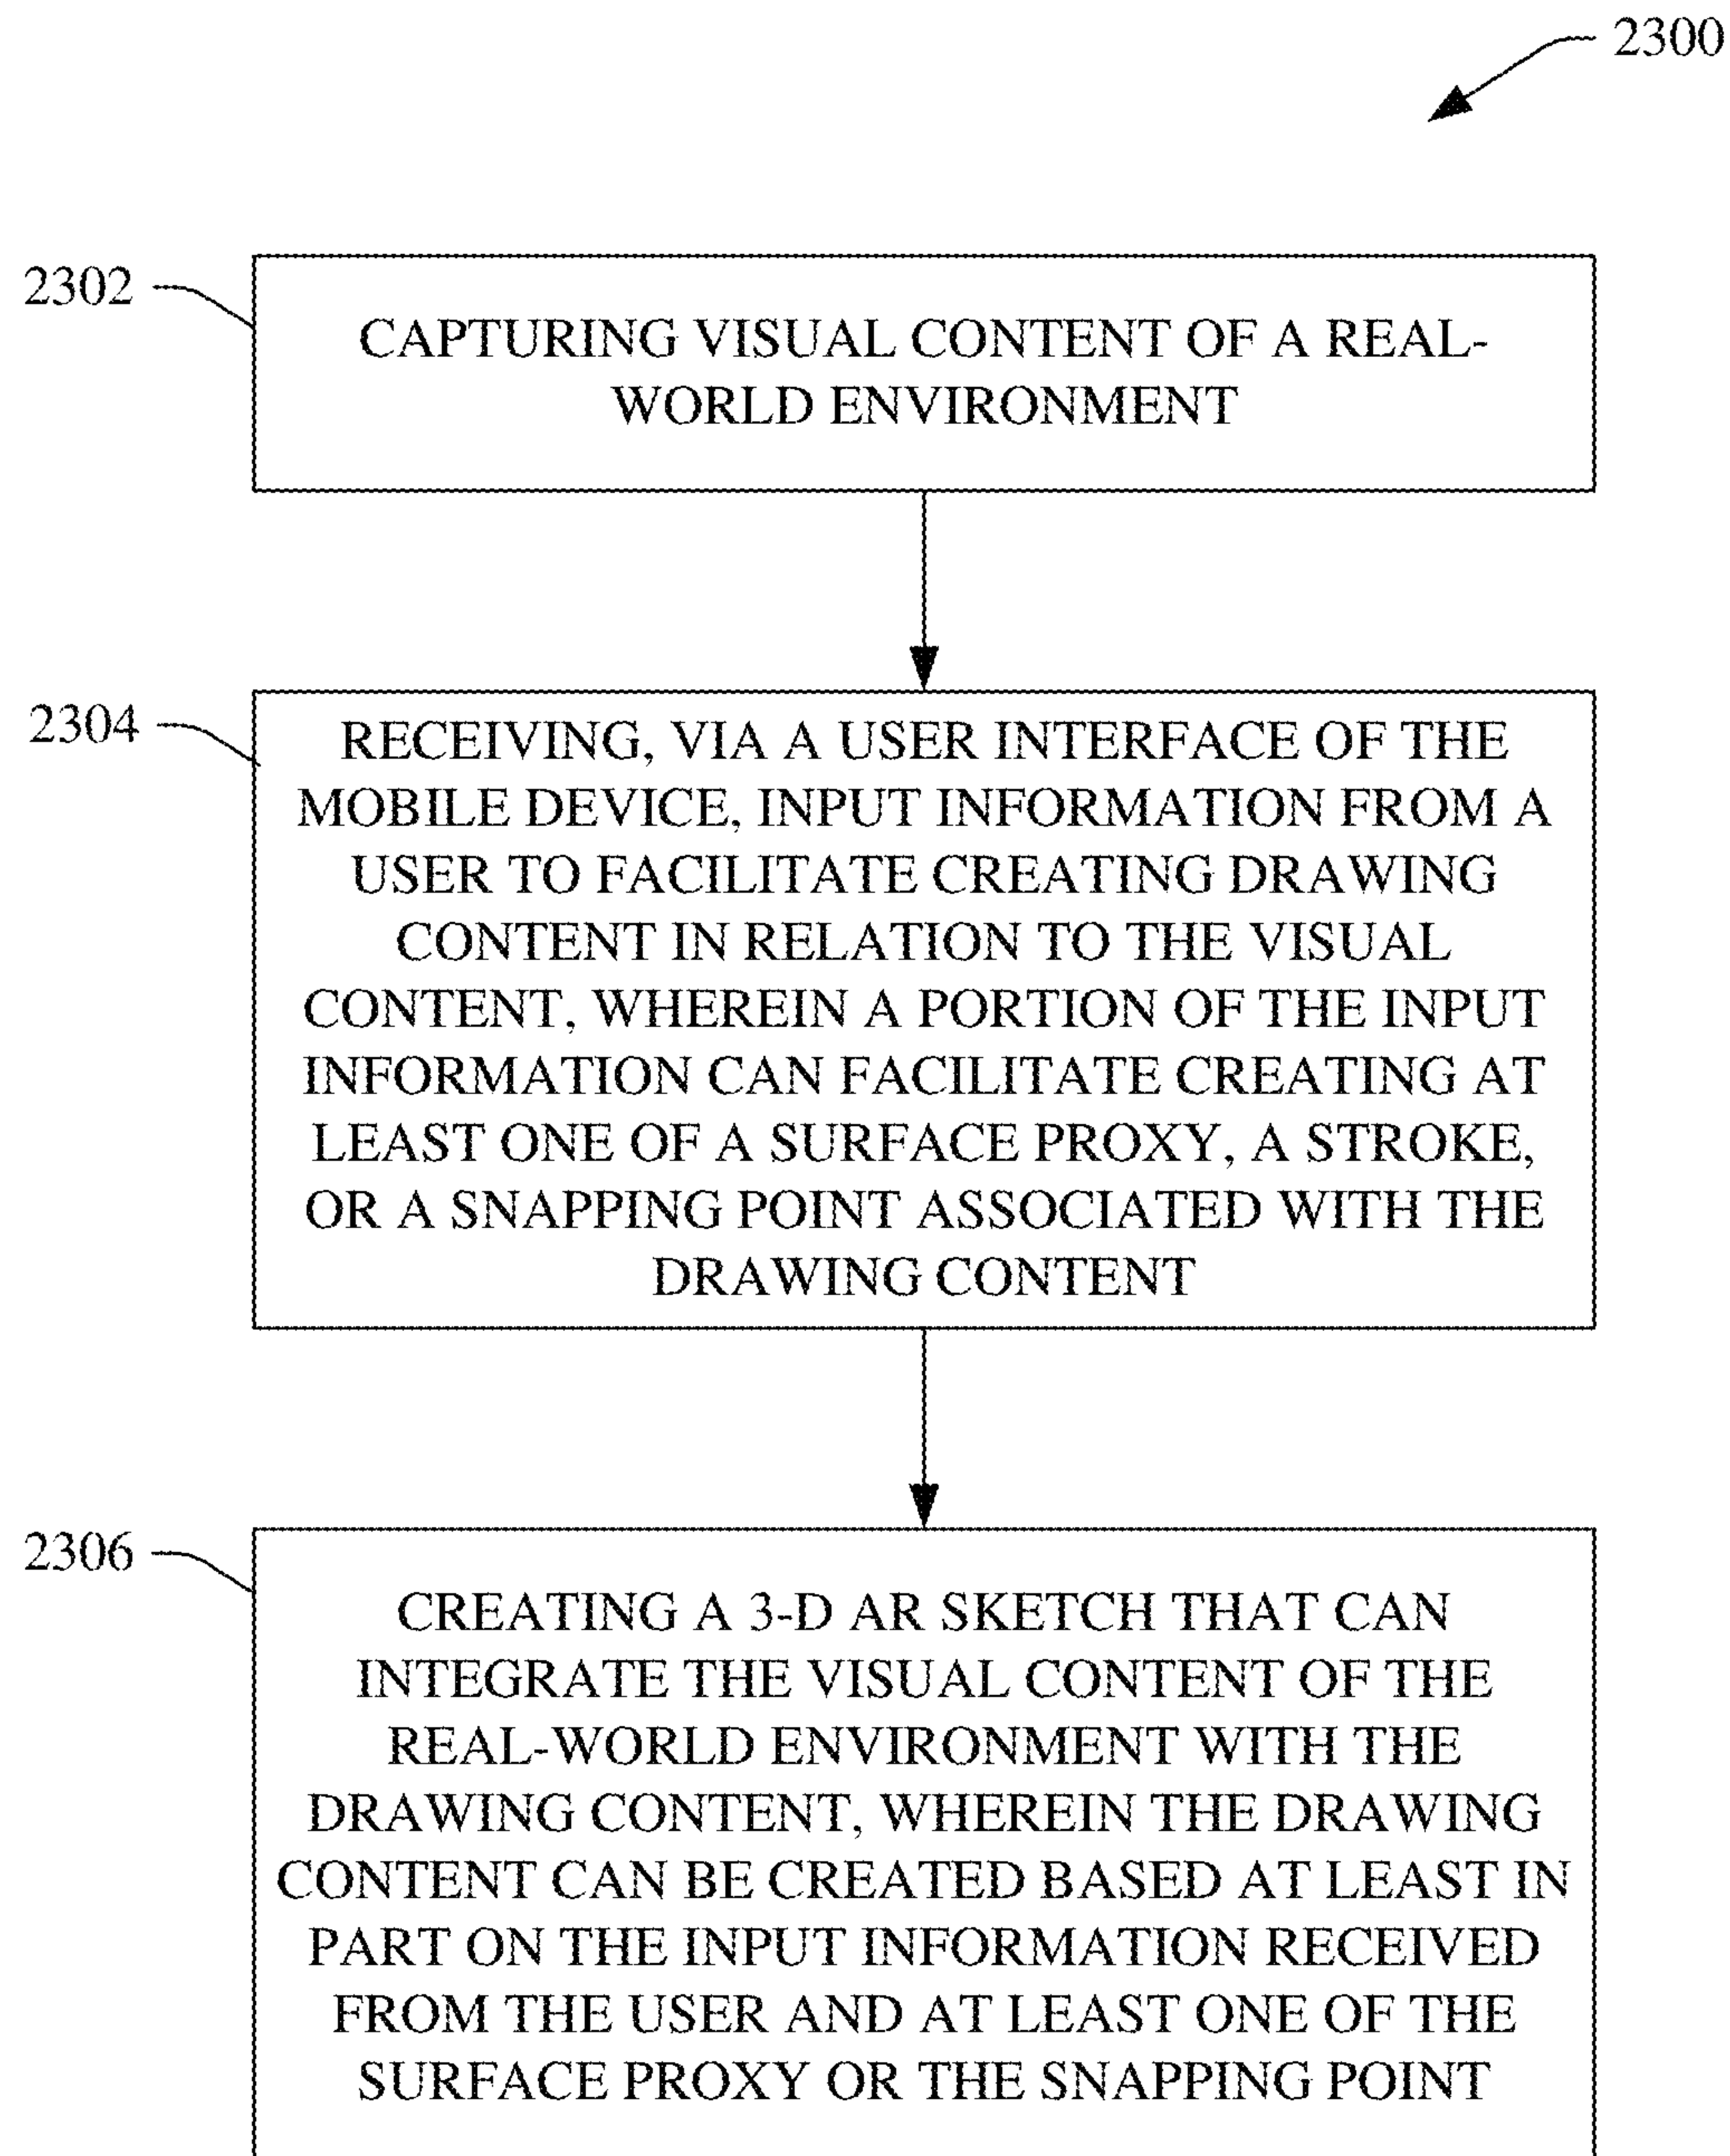 2300
2302
CAPTURING VISUAL CONTENT OF A REAL-
WORLD ENVIRONMENT
2304
RECEIVING, VIA A USER INTERFACE OF THE
MOBILE DEVICE, INPUT INFORMATION FROM A
USER TO FACILITATE CREATING DRAWING
CONTENT IN RELATION TO THE VISUAL
CONTENT, WHEREIN A PORTION OF THE INPUT
INFORMATION CAN FACILITATE CREATING AT
LEAST ONE OF A SURFACE PROXY, A STROKE,
OR A SNAPPING POINT ASSOCIATED WITH THE
DRAWING CONTENT
2306
CREATING A 3-D AR SKETCH THAT CAN
INTEGRATE THE VISUAL CONTENT OF THE
REAL-WORLD ENVIRONMENT WITH THE
DRAWING CONTENT, WHEREIN THE DRAWING
CONTENT CAN BE CREATED BASED AT LEAST IN
PART ON THE INPUT INFORMATION RECEIVED
FROM THE USER AND AT LEAST ONE OF THE
SURFACE PROXY OR THE SNAPPING POINT